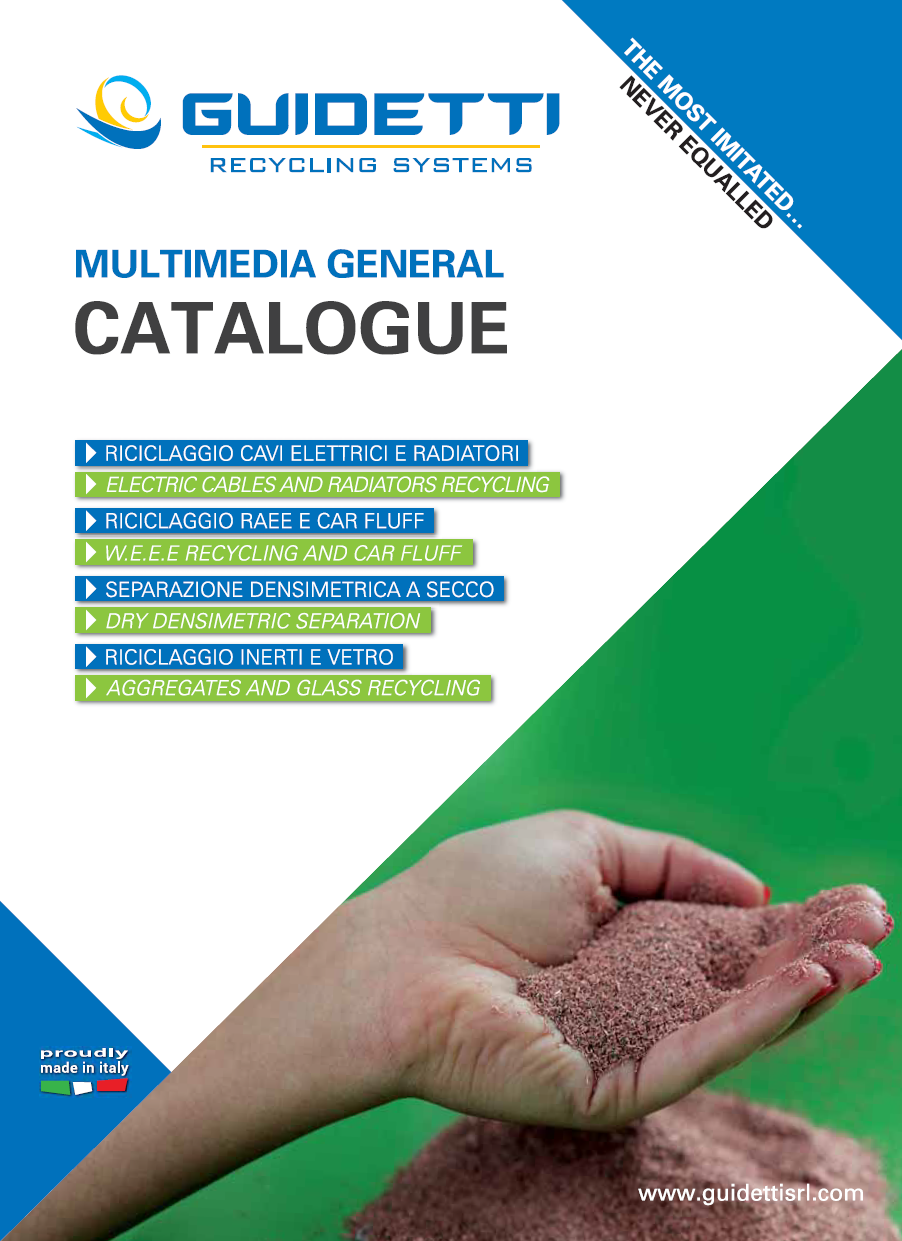 GUIDETTI
RECYCLING SYSTEMS
THE MOST IMITATED...
NEVER EQUALLED
MULTIMEDIA GENERAL
CATALOGUE
RICICLAGGIO CAVI ELETTRICI E RADIATORI
ELECTRIC CABLES AND RADIATORS RECYCLING
RICICLAGGIO RAEE E CAR FLUFF
W.E.E.E RECYCLING AND CAR FLUFF
SEPARAZIONE DENSIMETRICA A SECCO
DRY DENSIMETRIC SEPARATION
RICICLAGGIO INERTI E VETRO
AGGREGATES AND GLASS RECYCLING
proudly
made in italy
www.guidettisrl.com